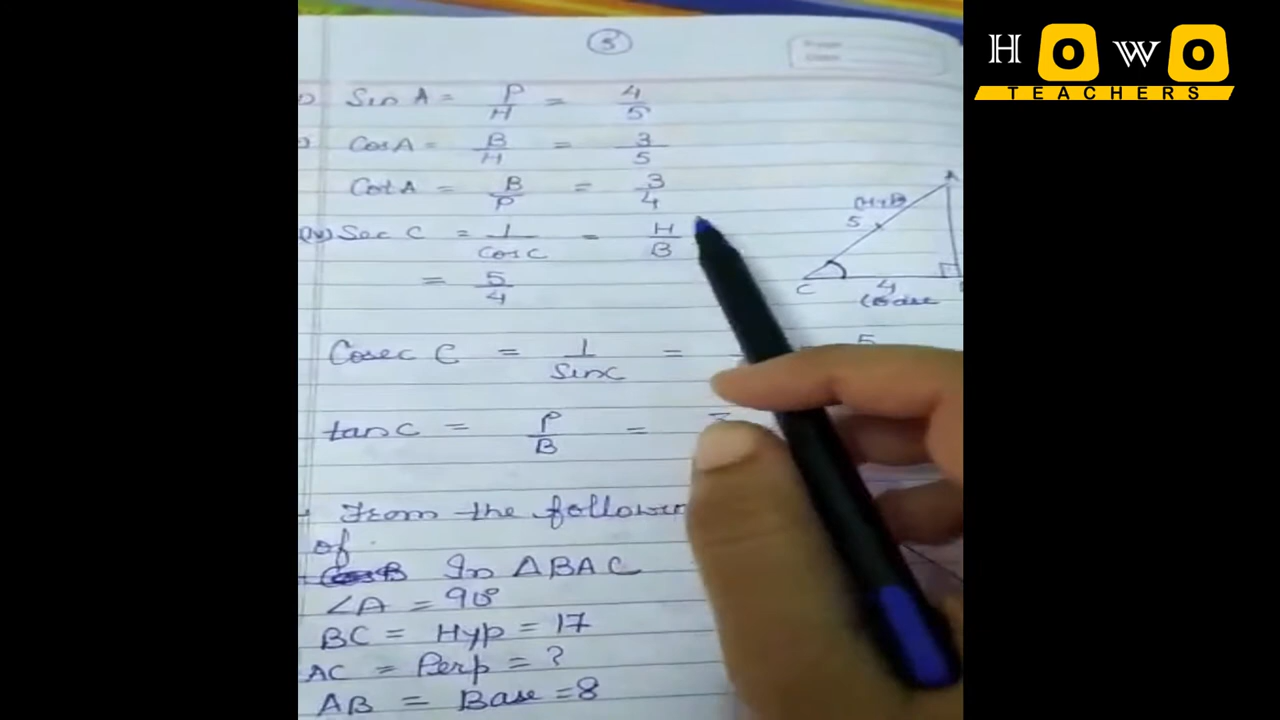 HOWO
TEACHERS
5
Sin A = P/H = 4/5
Cos A = B/H = 3/5
Cot A = B/P = 3/4
(iv) Sec C = 1/Cos C = H/B
= 5/4
Cosec C = 1/Sin C = 5
tan C = P/B = 3
A
(Hyp)
5
C
4
(Base
From the
of
In ΔBAC
∠A = 90°
BC = Hyp = 17
AC = Perp = ?
AB = Base = 8